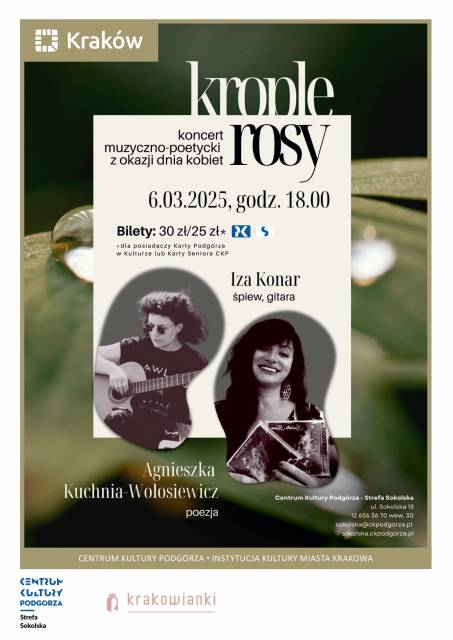 Kraków
krople
rosy
koncert
muzyczno-poetycki
z okazji dnia kobiet
6.03.2025, godz. 18.00
Bilety: 30 zł/25 zł*
*dla posiadaczy Karty Podgórze
w Kulturze lub Karty Seniora CKP
Iza Konar
śpiew, gitara
Agnieszka
Kuchnia-Wołosiewicz
poezja
Centrum Kultury Podgórza - Strefa Sokolska
ul. Sokolska 13
12 656 36 70 wew. 30
sokolska@ckpodgorza.pl
sokolska.ckpodgorza.pl
CENTRUM KULTURY PODGÓRZA • INSTYTUCJA KULTURY MIASTA KRAKOWA
CENTRUM
KULTURY
PODGORZA
Strefa
Sokolska
krakowianki